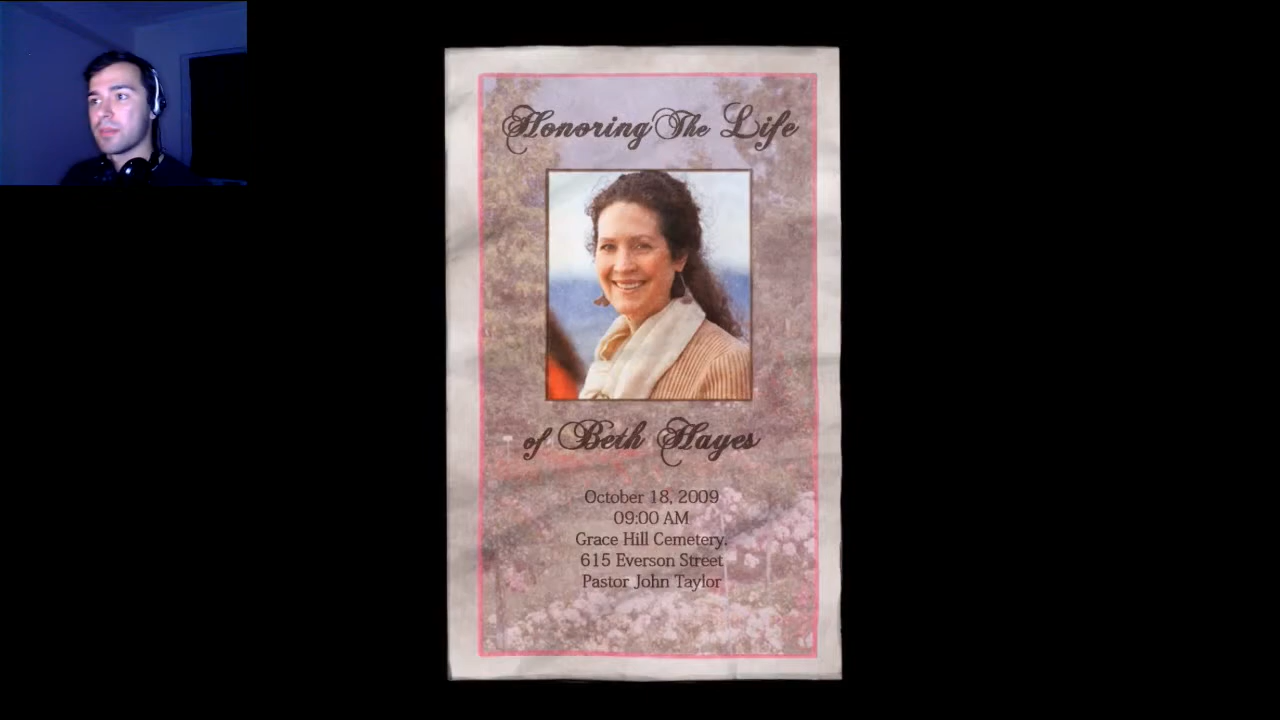 Honoring The Life
of Beth Hayes
October 18, 2009
09:00 AM
Grace Hill Cemetery,
615 Everson Street
Pastor John Taylor